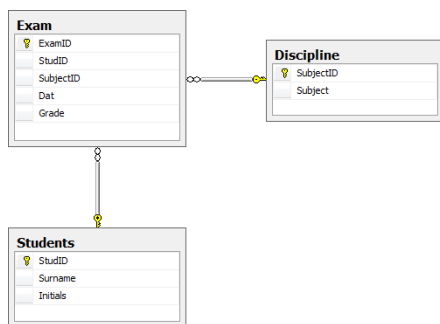 Exam
ExamID
StudID
SubjectID
Dat
Grade
Discipline
SubjectID
Subject
Students
StudID
Surname
Initials